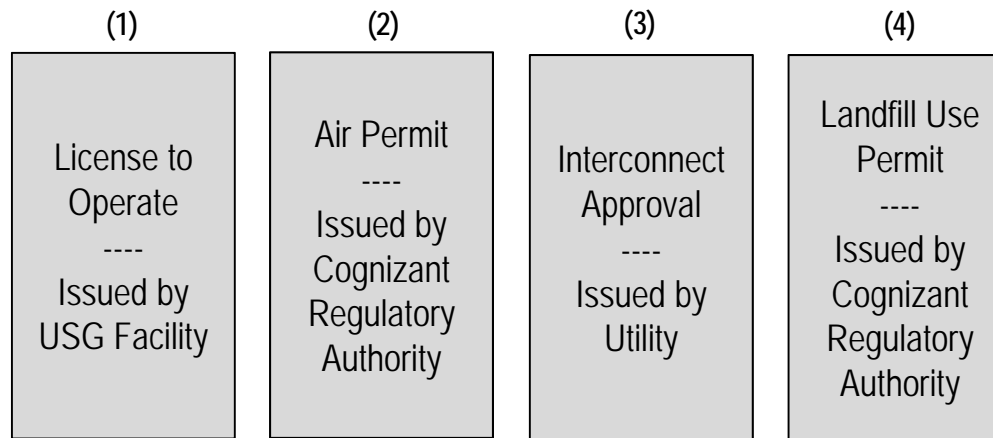 (1)
License to
Operate
----
Issued by
USG Facility
(2)
Air Permit
----
Issued by
Cognizant
Regulatory
Authority
(3)
Interconnect
Approval
----
Issued by
Utility
(4)
Landfill Use
Permit
----
Issued by
Cognizant
Regulatory
Authority